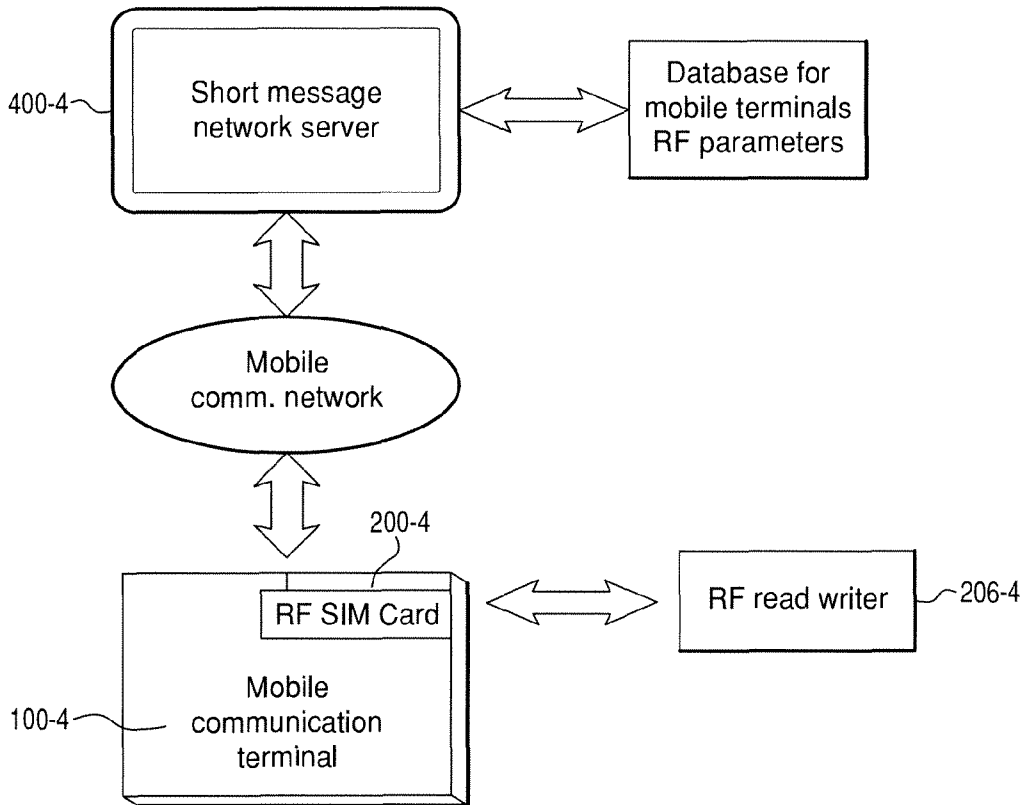 400-4
Short message
network server
Database for
mobile terminals
RF parameters
Mobile
comm. network
200-4
RF SIM Card
RF read writer
206-4
100-4
Mobile
communication
terminal